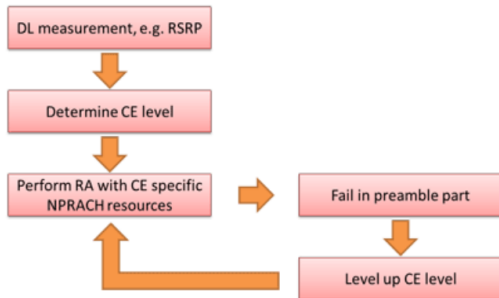 DL measurement, e.g. RSRP
Determine CE level
Perform RA with CE specific
NPRACH resources
Fail in preamble part
Level up CE level